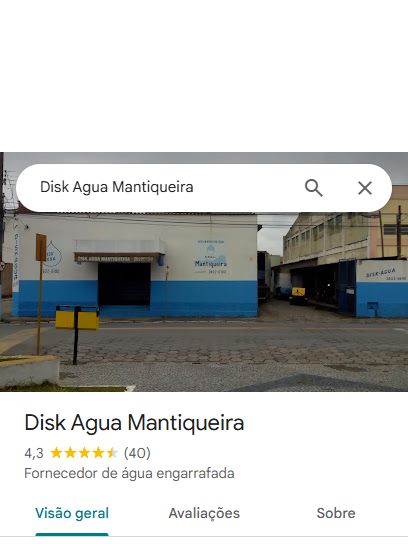 Disk Agua Mantiqueira
DISK AGUA MANTIQUEIRA
Mantiqueira
DISK-ÁGUA
Disk Agua Mantiqueira
4,3 (40)
Fornecedor de água engarrafada
Visão geral
Avaliações
Sobre